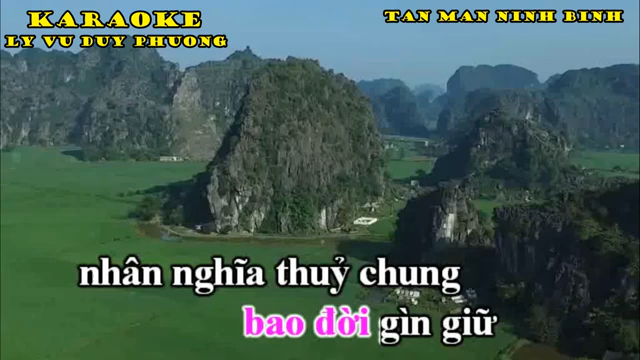 KARAOKE
LY VU DUY PHUONG
TAN MAN NINH BINH
nhân nghĩa thuỷ chung
bao đời gìn giữ